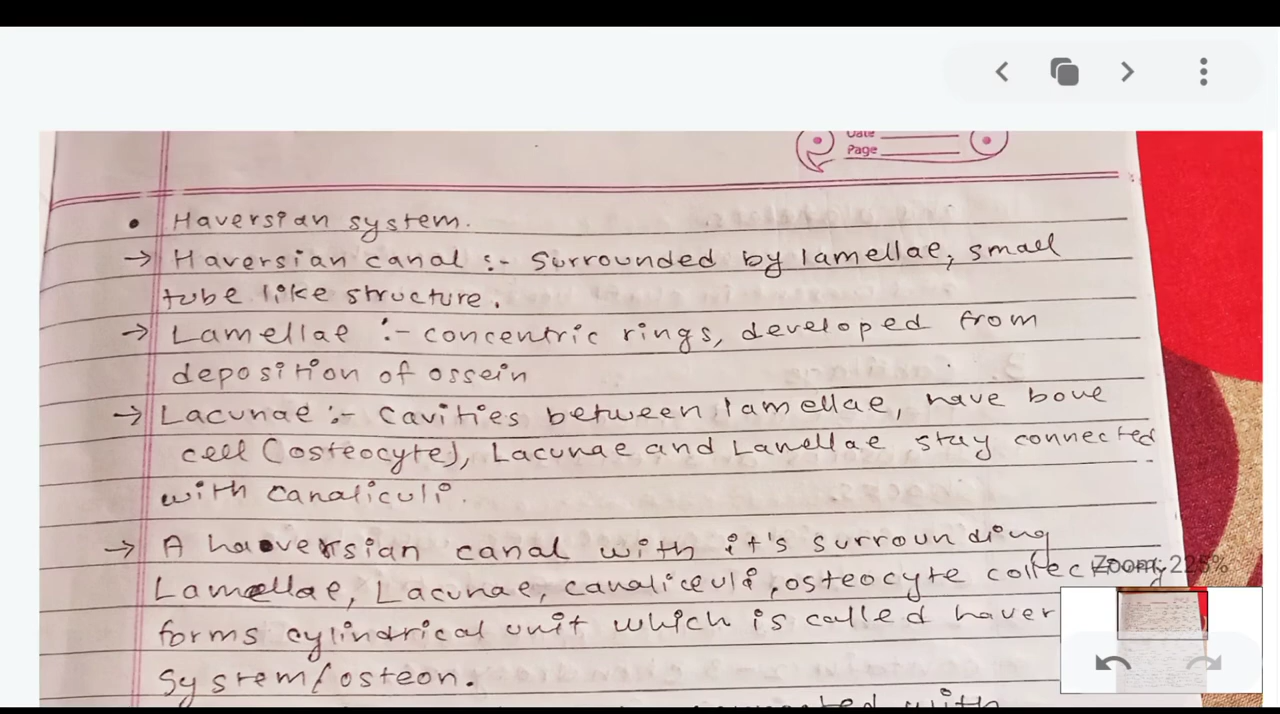 Date
Page
• Haversian system.
→ Haversian canal :- Surrounded by lamellae, small
tube like structure.
→ Lamellae :- concentric rings, developed from
deposition of ossein
→ Lacunae :- Cavities between lamellae, have bone
cell (osteocyte), Lacunae and Lamellae stay connected
with canaliculi.
→ A haversian canal with it's surrounding
Lamellae, Lacunae, canaliceuli, osteocyte collectively
Zoom: 225%
forms cylindrical unit which is called haver
System/osteon.
with